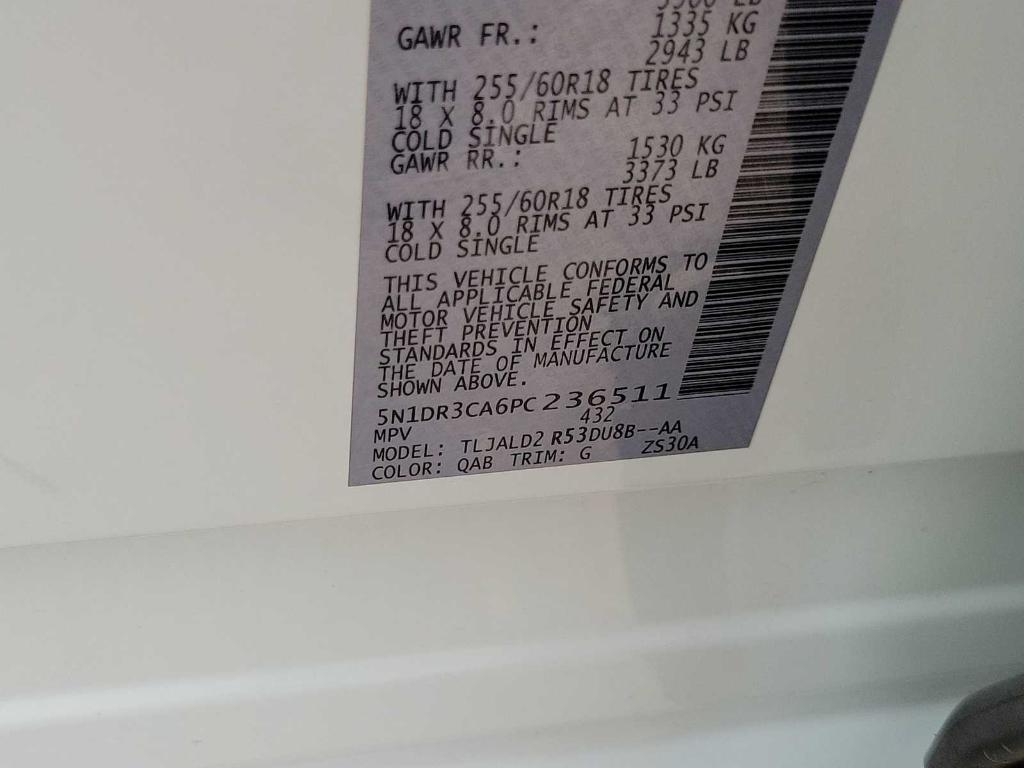 GAWR FR.: 1335 KG
2943 LB
WITH 255/60R18 TIRES
18 X 8.0 RIMS AT 33 PSI
COLD SINGLE
GAWR RR.: 1530 KG
3373 LB
WITH 255/60R18 TIRES
18 X 8.0 RIMS AT 33 PSI
COLD SINGLE
THIS VEHICLE CONFORMS TO
ALL APPLICABLE FEDERAL
MOTOR VEHICLE SAFETY AND
THEFT PREVENTION
STANDARDS IN EFFECT ON
THE DATE OF MANUFACTURE
SHOWN ABOVE.
5N1DR3CA6PC 236511
MPV 432
MODEL: TLJALD2 R53DU8B--AA
COLOR: QAB TRIM: G ZS30A